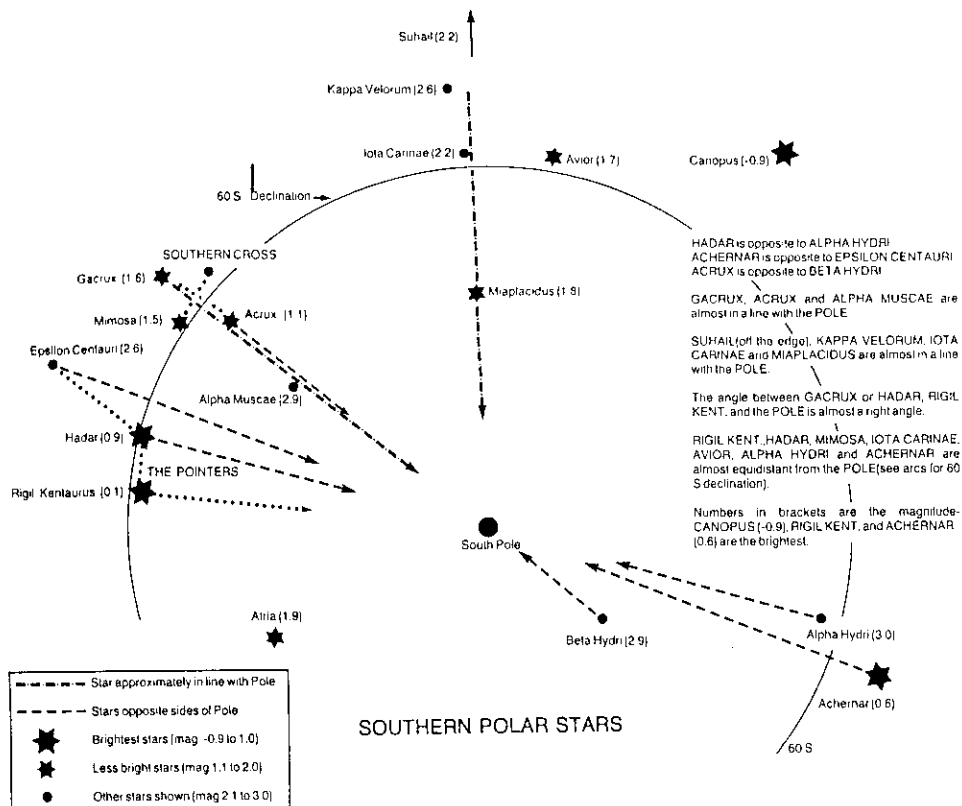 Suhail (2 2)
Kappa Velorum (2.6)
Iota Carinae (2.2)
Avior (1.7)
Canopus (-0.9)
60 S Declination
SOUTHERN CROSS
Gacrux (1.6)
Mimosa (1.5)
Acrux (1.1)
Epsilon Centauri (2.6)
Miaplacidus (1.8)
Alpha Muscae (2.9)
Hadar (0.9)
THE POINTERS
Rigil Kentaurus (0.1)
South Pole
HADAR is opposite to ALPHA HYDRI
ACHERNAR is opposite to EPSILON CENTAURI
ACRUX is opposite to BETA HYDRI
GACRUX, ACRUX and ALPHA MUSCAE are
almost in a line with the POLE
SUHAIL (off the edge), KAPPA VELORUM, IOTA
CARINAE and MIAPLACIDUS are almost in a line
with the POLE.
The angle between GACRUX or HADAR, RIGIL
KENT. and the POLE is almost a right angle.
RIGIL KENT., HADAR, MIMOSA, IOTA CARINAE,
AVIOR, ALPHA HYDRI and ACHERNAR are
almost equidistant from the POLE (see arcs for 60
S declination).
Numbers in brackets are the magnitude-
CANOPUS (-0.9), RIGIL KENT, and ACHERNAR
(0.6) are the brightest.
Atria (1.9)
Beta Hydri (2.9)
Alpha Hydri (3.0)
Achernar (0.6)
60 S
SOUTHERN POLAR STARS
Star approximately in line with Pole
Stars opposite sides of Pole
Brightest stars (mag -0.9 to 1.0)
Less bright stars (mag 1.1 to 2.0)
Other stars shown (mag 2.1 to 3.0)